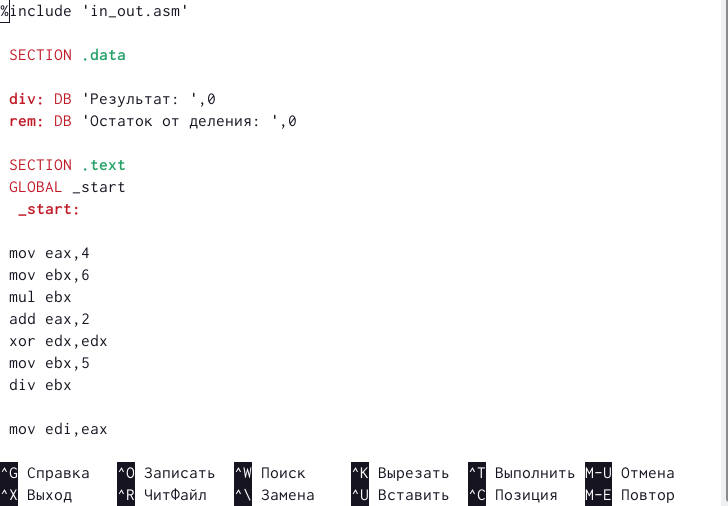 %include 'in_out.asm'
SECTION .data
div: DB 'Результат: ',0
rem: DB 'Остаток от деления: ',0
SECTION .text
GLOBAL _start
_start:
mov eax,4
mov ebx,6
mul ebx
add eax,2
xor edx,edx
mov ebx,5
div ebx
mov edi,eax
^G Справка ^O Записать ^W Поиск ^K Вырезать ^T Выполнить M-U Отмена
^X Выход ^R ЧитФайл ^\ Замена ^U Вставить ^C Позиция M-E Повтор